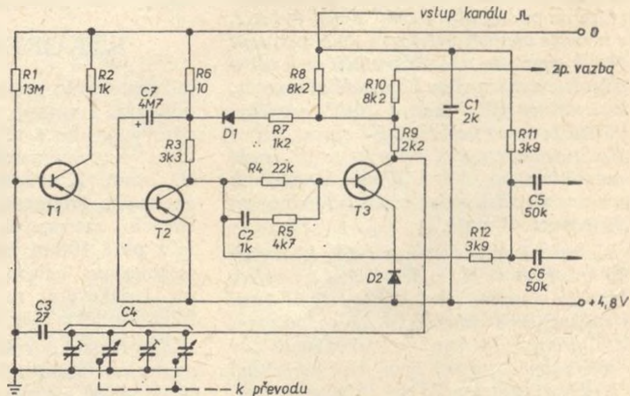 vstup kanálu
0
R1
13M
R2
1k
R6
10
R8
8k2
R10
8k2
zp. vazba
C7
4M7
+
D1
R7
1k2
C1
2k
R11
3k9
R3
3k3
R9
2k2
R4 22k
T1
T2
T3
C2
1k
R5
4k7
C5
50k
R12
3k9
C6
50k
D2
+4,8V
C3
27
C4
k převodu